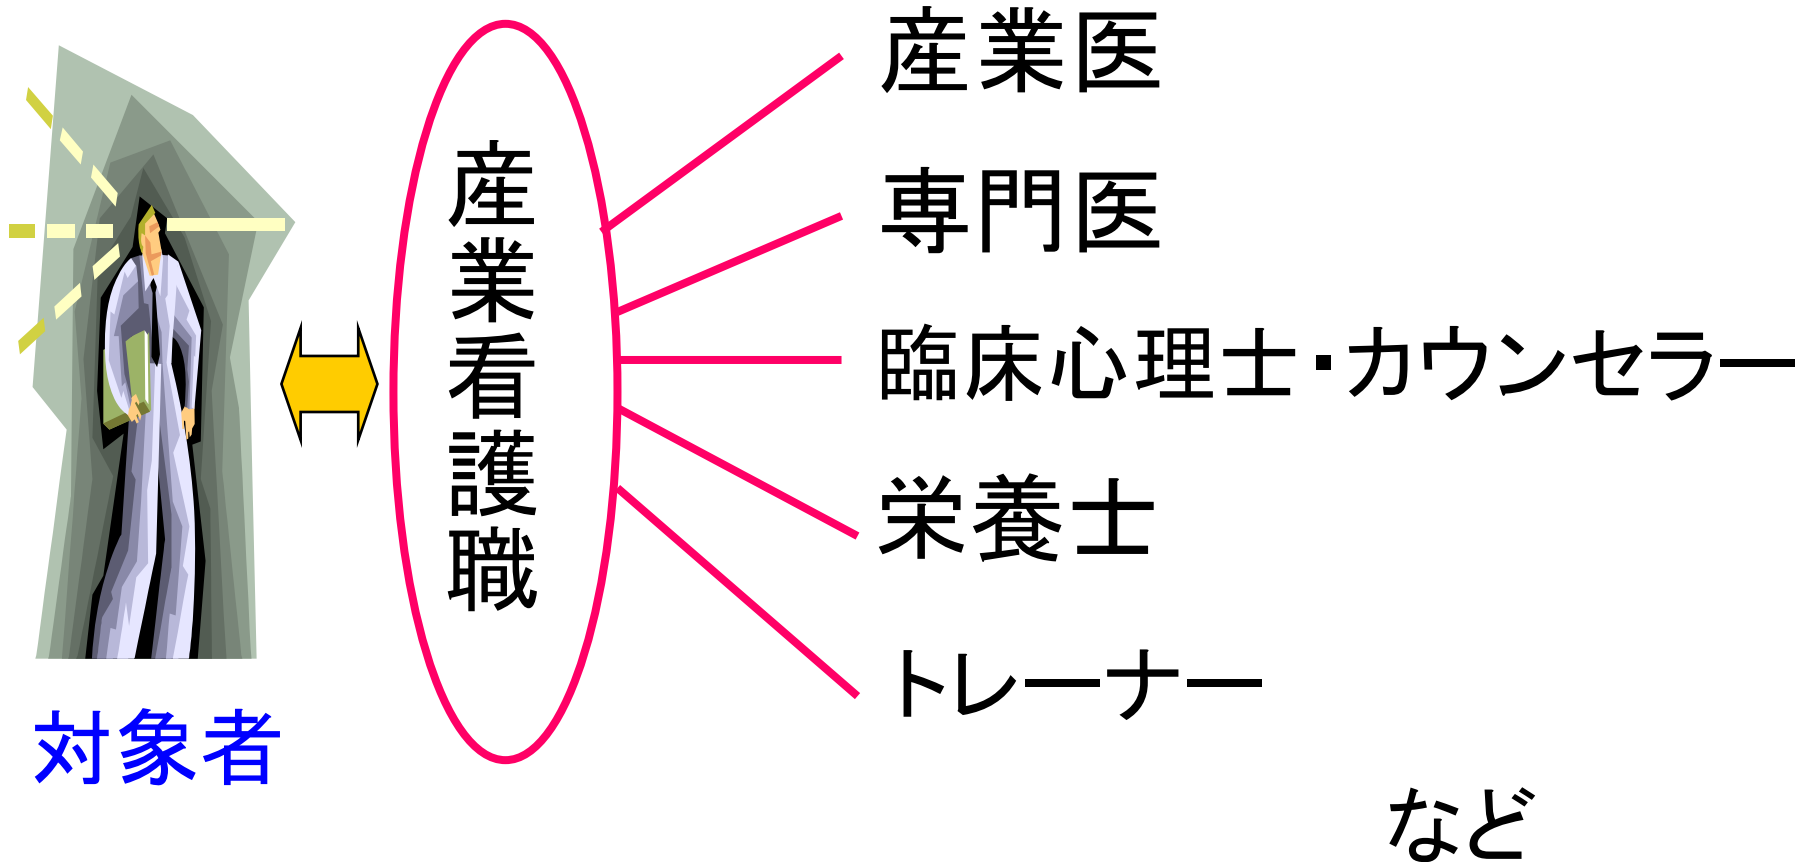 産業医
専門医
臨床心理士・カウンセラー
栄養士
トレーナー
など
産業看護職
対象者